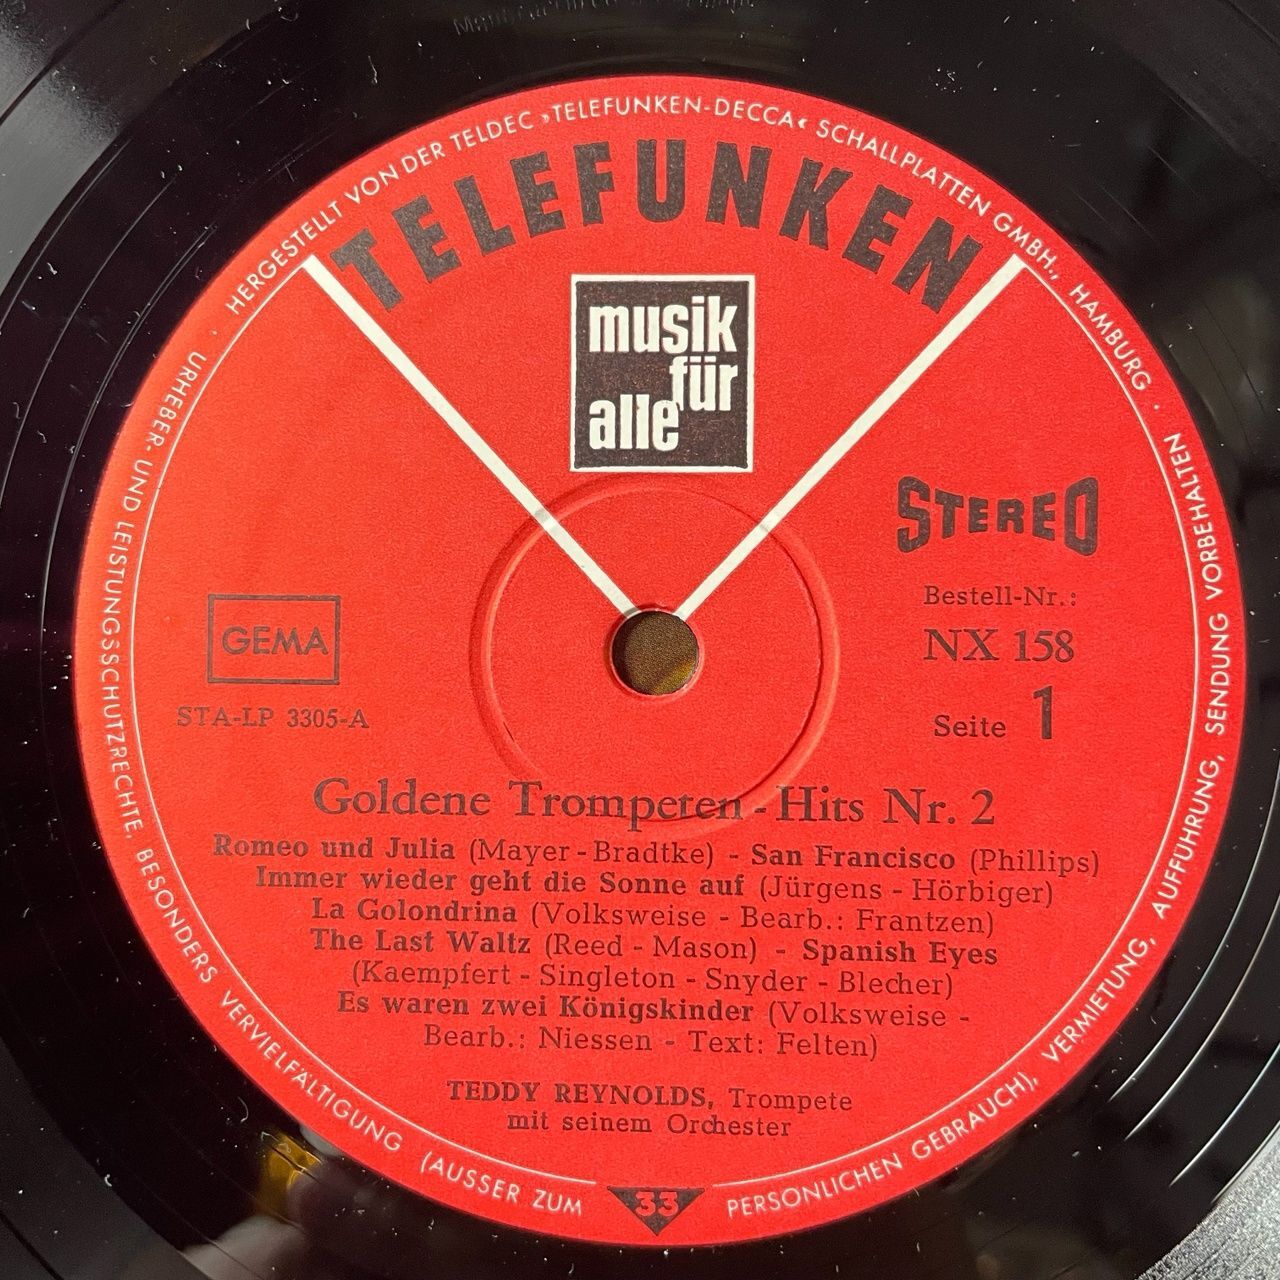 HERGESTELLT VON DER TELDEC »TELEFUNKEN-DECCA« SCHALLPLATTEN GMBH., HAMBURG · URHEBER- UND LEISTUNGSSCHUTZRECHTE, BESONDERS VERVIELFÄLTIGUNG (AUSSER ZUM PERSÖNLICHEN GEBRAUCH), VERMIETUNG, AUFFÜHRUNG, SENDUNG VORBEHALTEN ·
TELEFUNKEN
musik
für
alle
STEREO
Bestell-Nr.:
NX 158
Seite 1
GEMA
STA-LP 3305-A
Goldene Trompeten - Hits Nr. 2
Romeo und Julia (Mayer - Bradtke) - San Francisco (Phillips)
Immer wieder geht die Sonne auf (Jürgens - Hörbiger)
La Golondrina (Volksweise - Bearb.: Frantzen)
The Last Waltz (Reed - Mason) - Spanish Eyes
(Kaempfert - Singleton - Snyder - Blecher)
Es waren zwei Königskinder (Volksweise -
Bearb.: Niessen - Text: Felten)
TEDDY REYNOLDS, Trompete
mit seinem Orchester
33